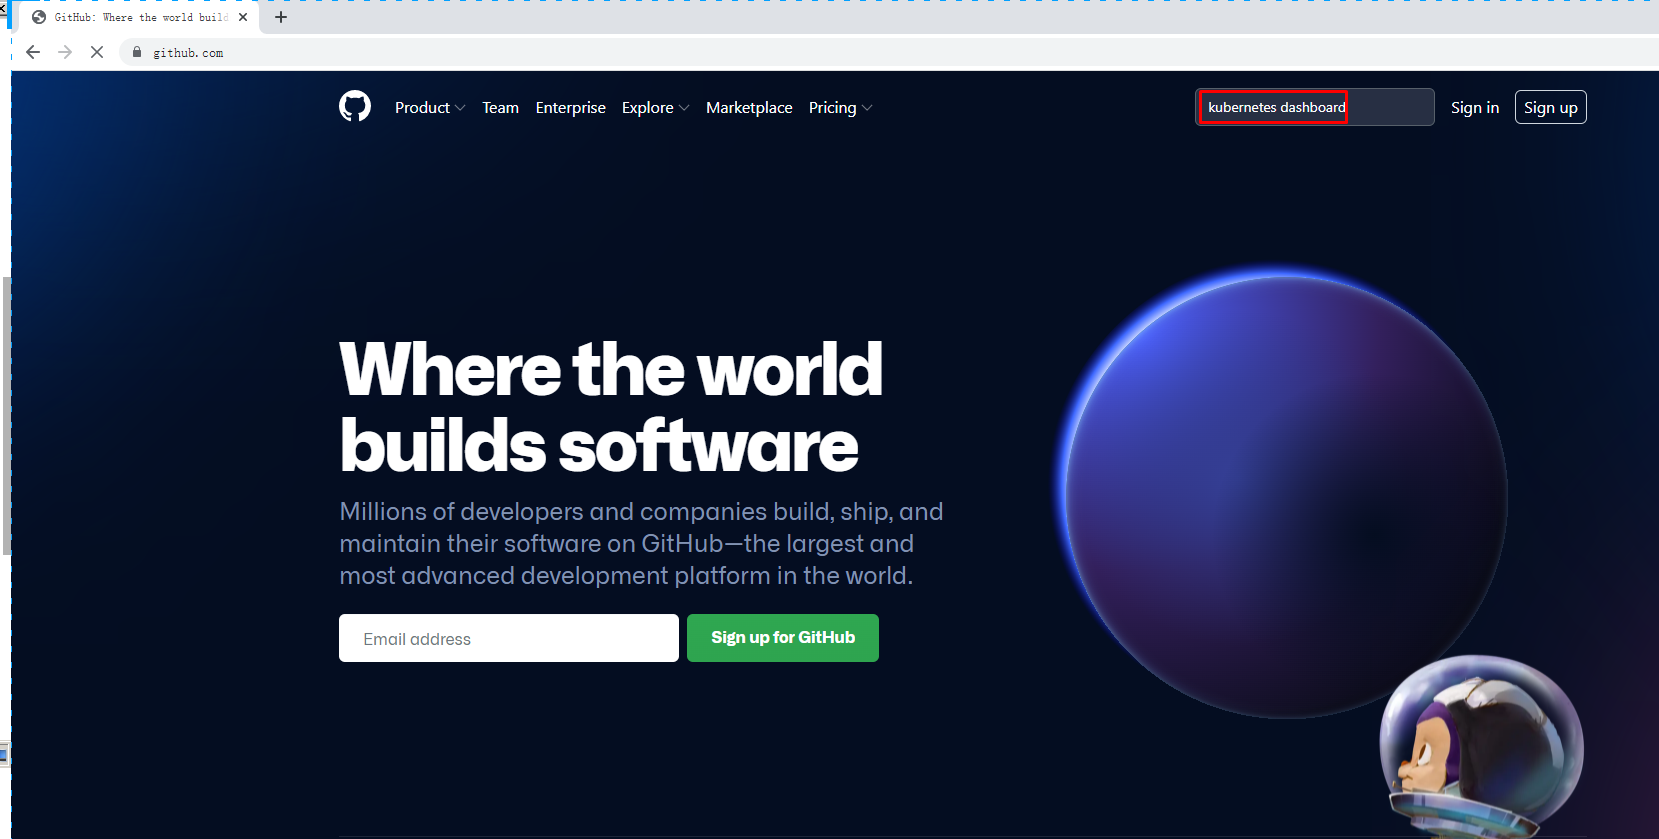 GitHub: Where the world build
github.com
Product Team Enterprise Explore Marketplace Pricing kubernetes dashboard Sign in Sign up
Where the world
builds software
Millions of developers and companies build, ship, and
maintain their software on GitHub—the largest and
most advanced development platform in the world.
Email address Sign up for GitHub